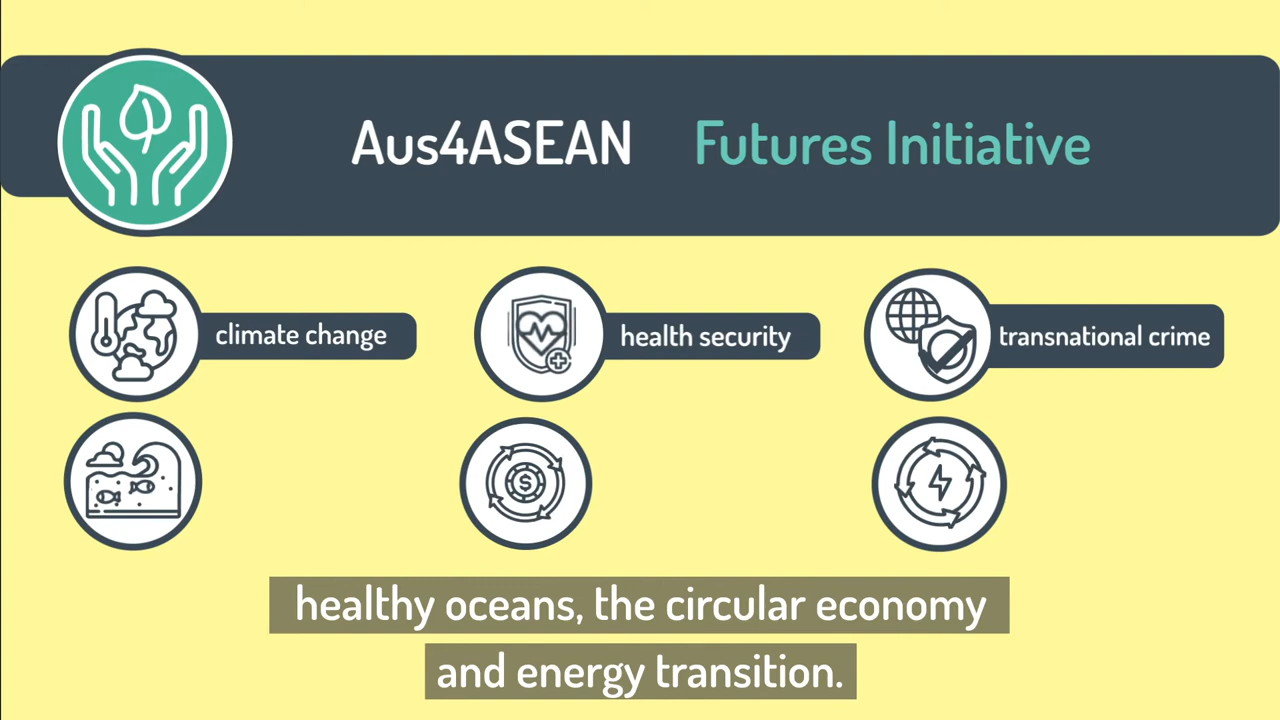 Aus4ASEAN Futures Initiative
climate change
health security
transnational crime
$
healthy oceans, the circular economy
and energy transition.